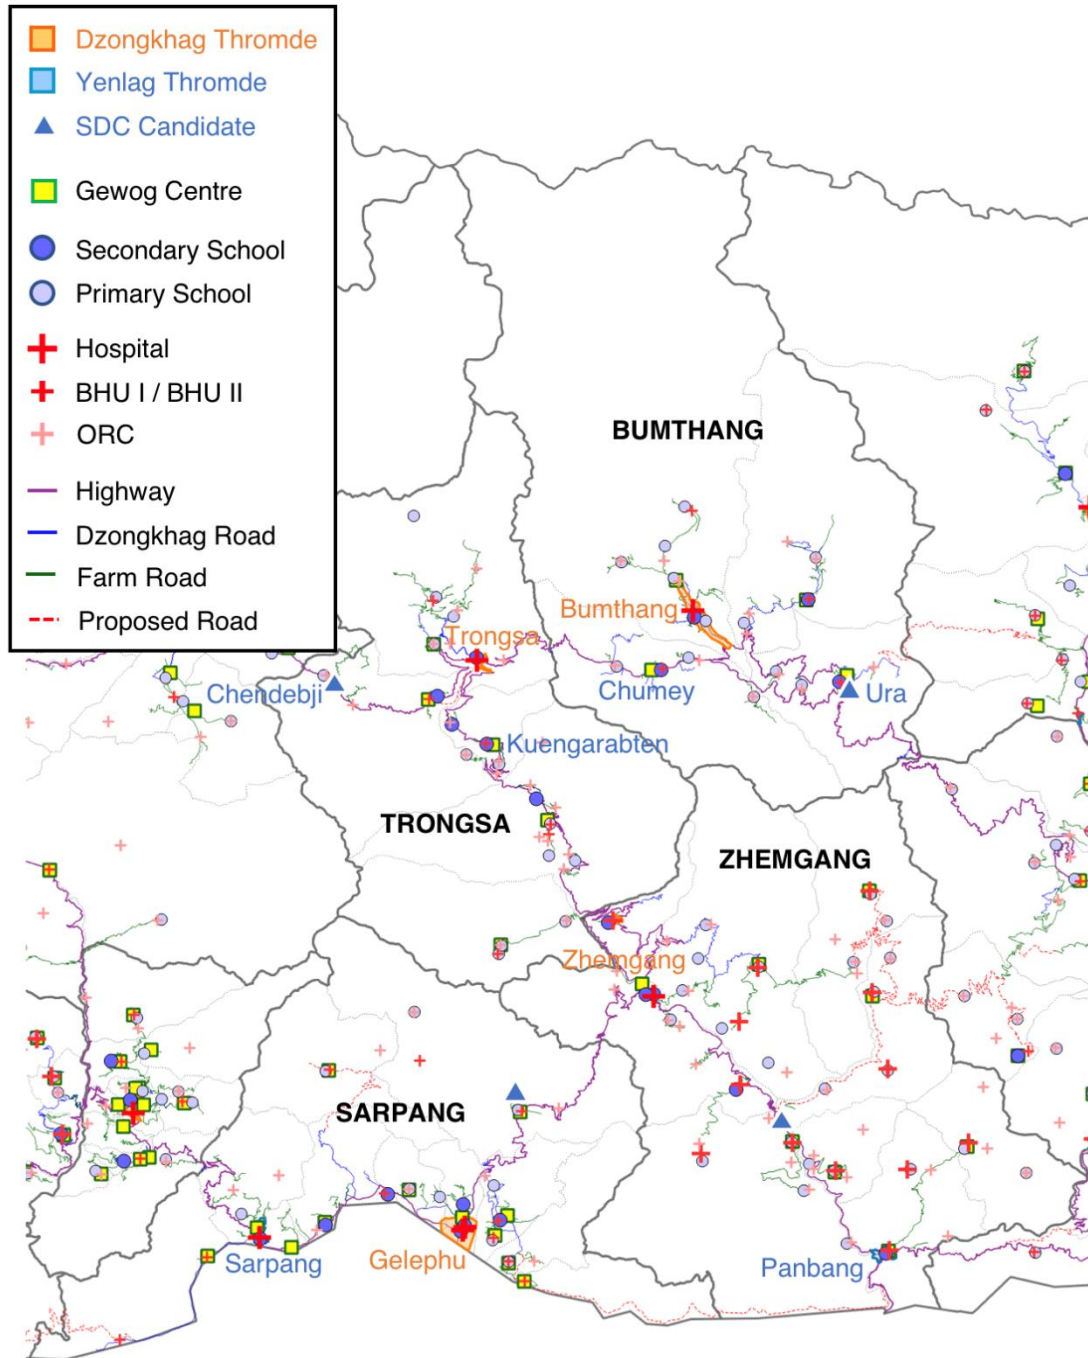 Dzongkhag Thromde
Yenlag Thromde
SDC Candidate
Gewog Centre
Secondary School
Primary School
Hospital
BHU I / BHU II
ORC
Highway
Dzongkhag Road
Farm Road
Proposed Road
BUMTHANG
Bumthang
Trongsa
Chendebji
Chumey
Ura
Kuengarabten
TRONGSA
ZHEMGANG
Zhemgang
SARPANG
Sarpang
Gelephu
Panbang